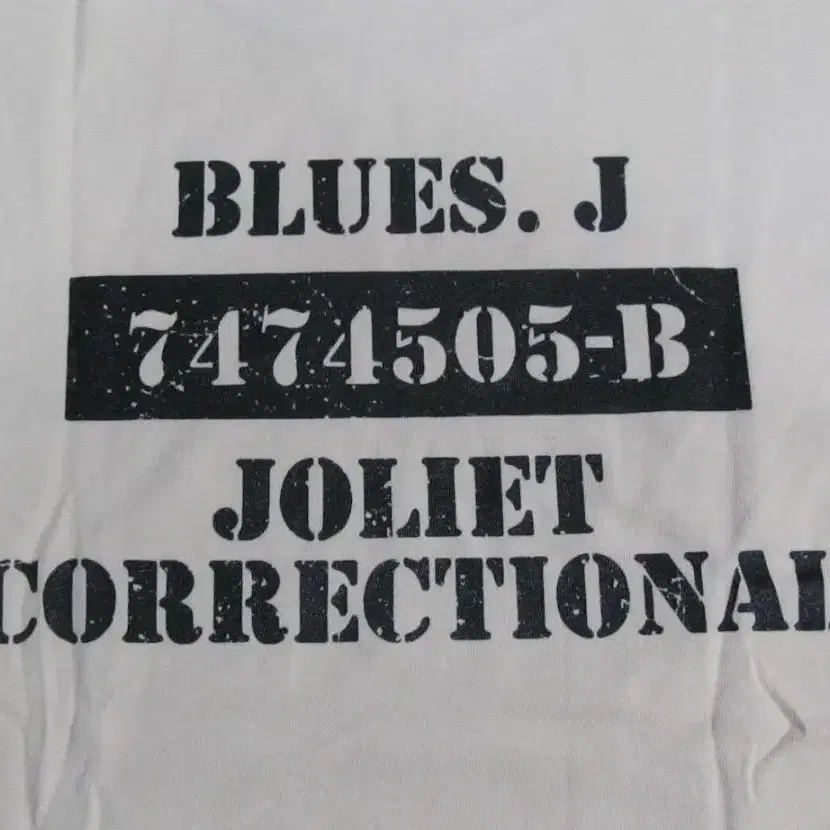 BLUES. J
7474505-B
JOLIET
CORRECTIONAL